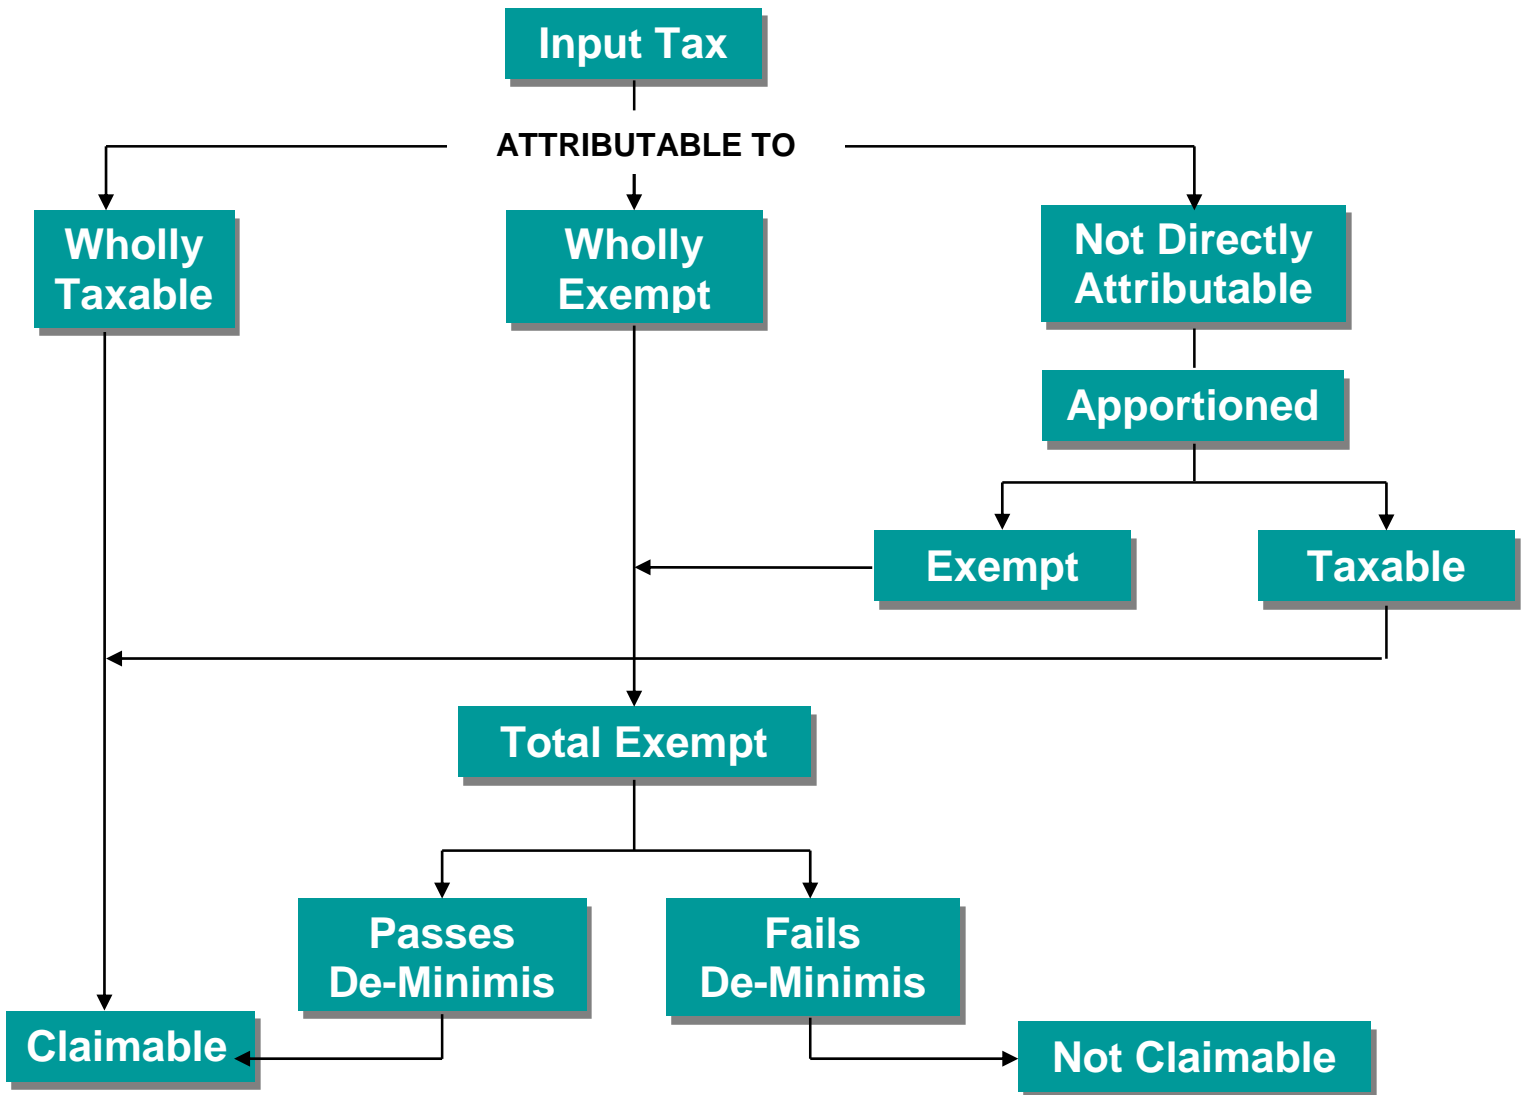 Input Tax
ATTRIBUTABLE TO
Wholly
Taxable
Wholly
Exempt
Not Directly
Attributable
Apportioned
Exempt
Taxable
Total Exempt
Passes
De-Minimis
Fails
De-Minimis
Claimable
Not Claimable